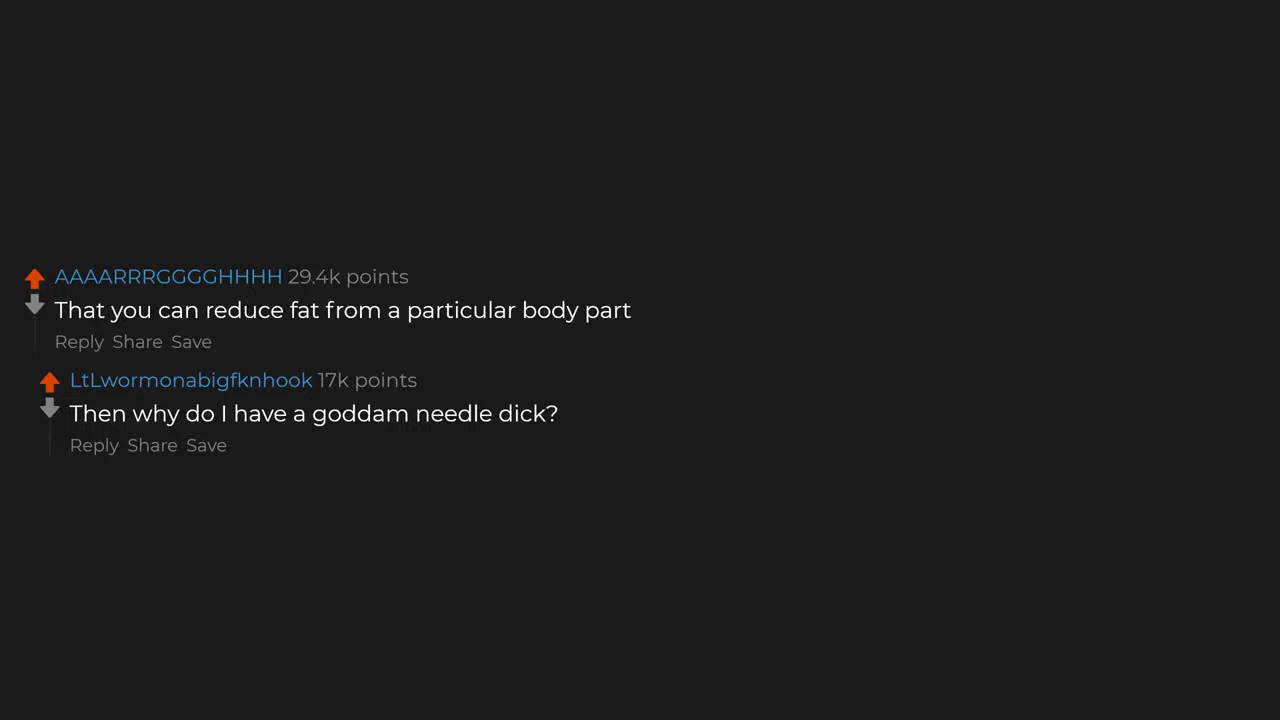 AAAARRRGGGGHHHH 29.4k points
That you can reduce fat from a particular body part
Reply Share Save
LtLwormonabigfknhook 17k points
Then why do I have a goddam needle dick?
Reply Share Save